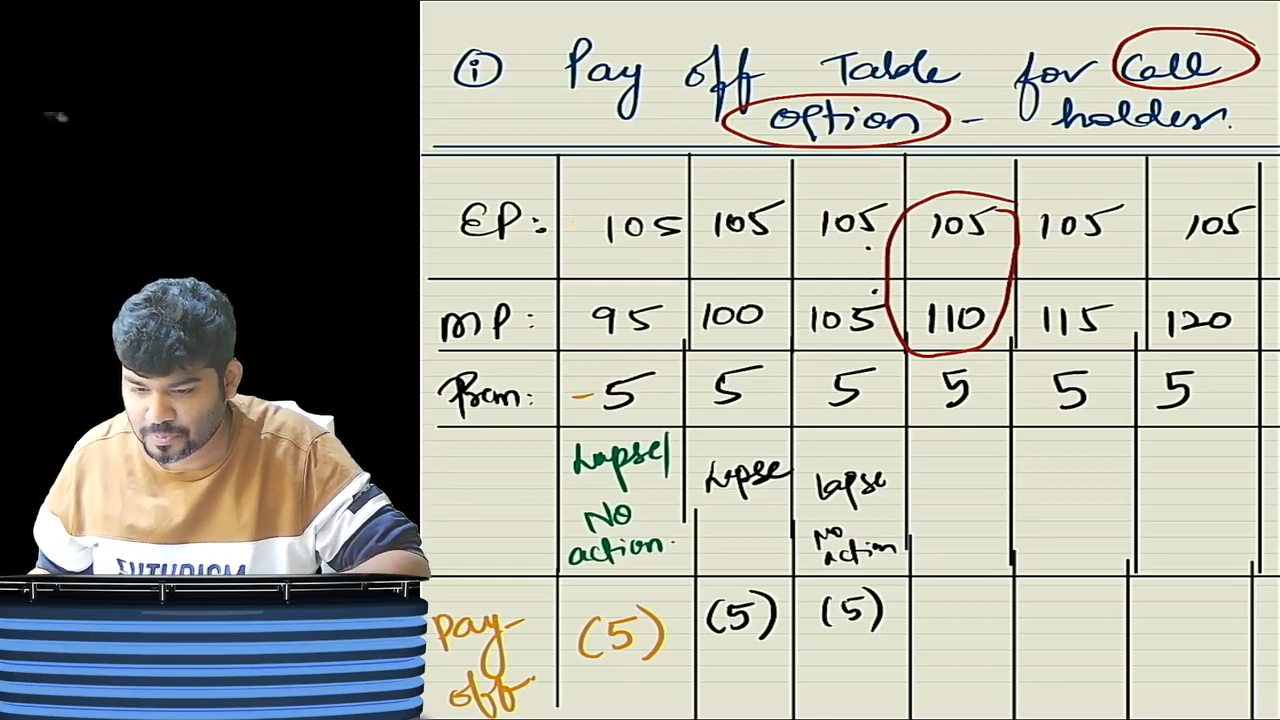 (i) Pay off Table for Call
option - holder.
EP: 105 105 105 105 105 105
MP: 95 100 105 110 115 120
Prem: -5 5 5 5 5 5
Lapse/ Lapse Lapse
No action. No action
Pay-off (5) (5) (5)
FUTURISM